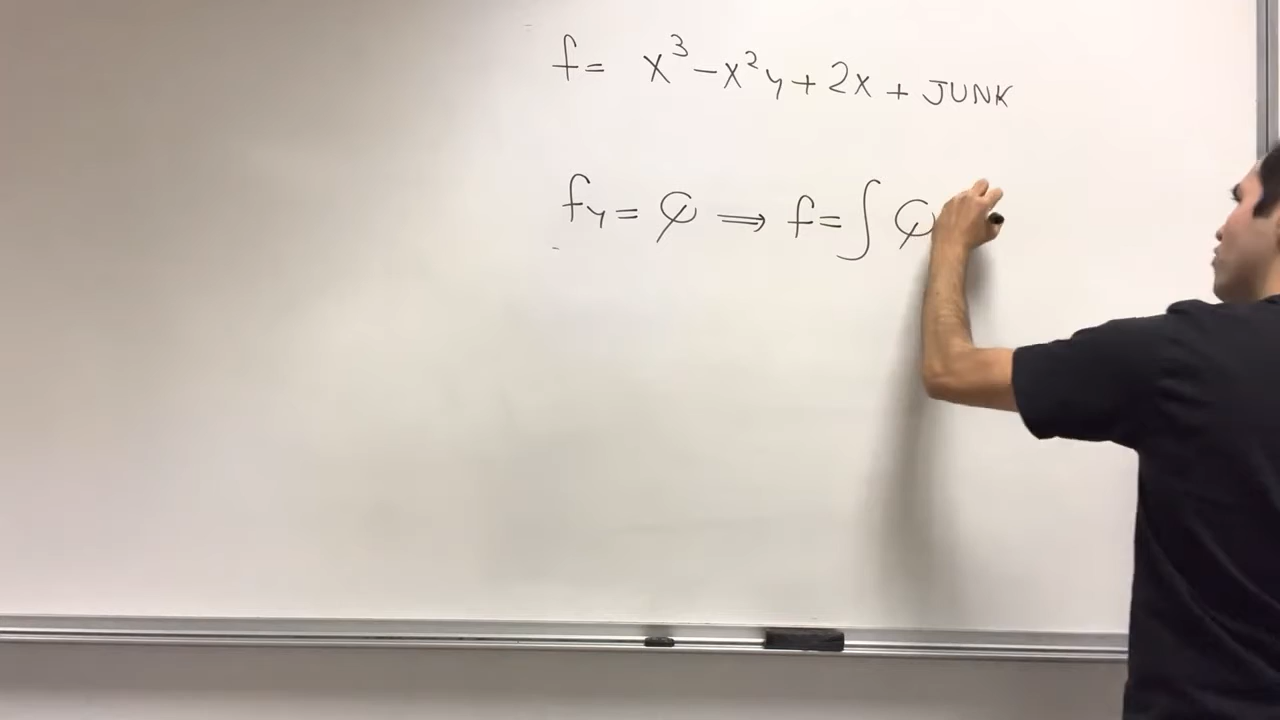 f = x³ - x²y + 2x + JUNK
f_y = Q ⟹ f = ∫ Q